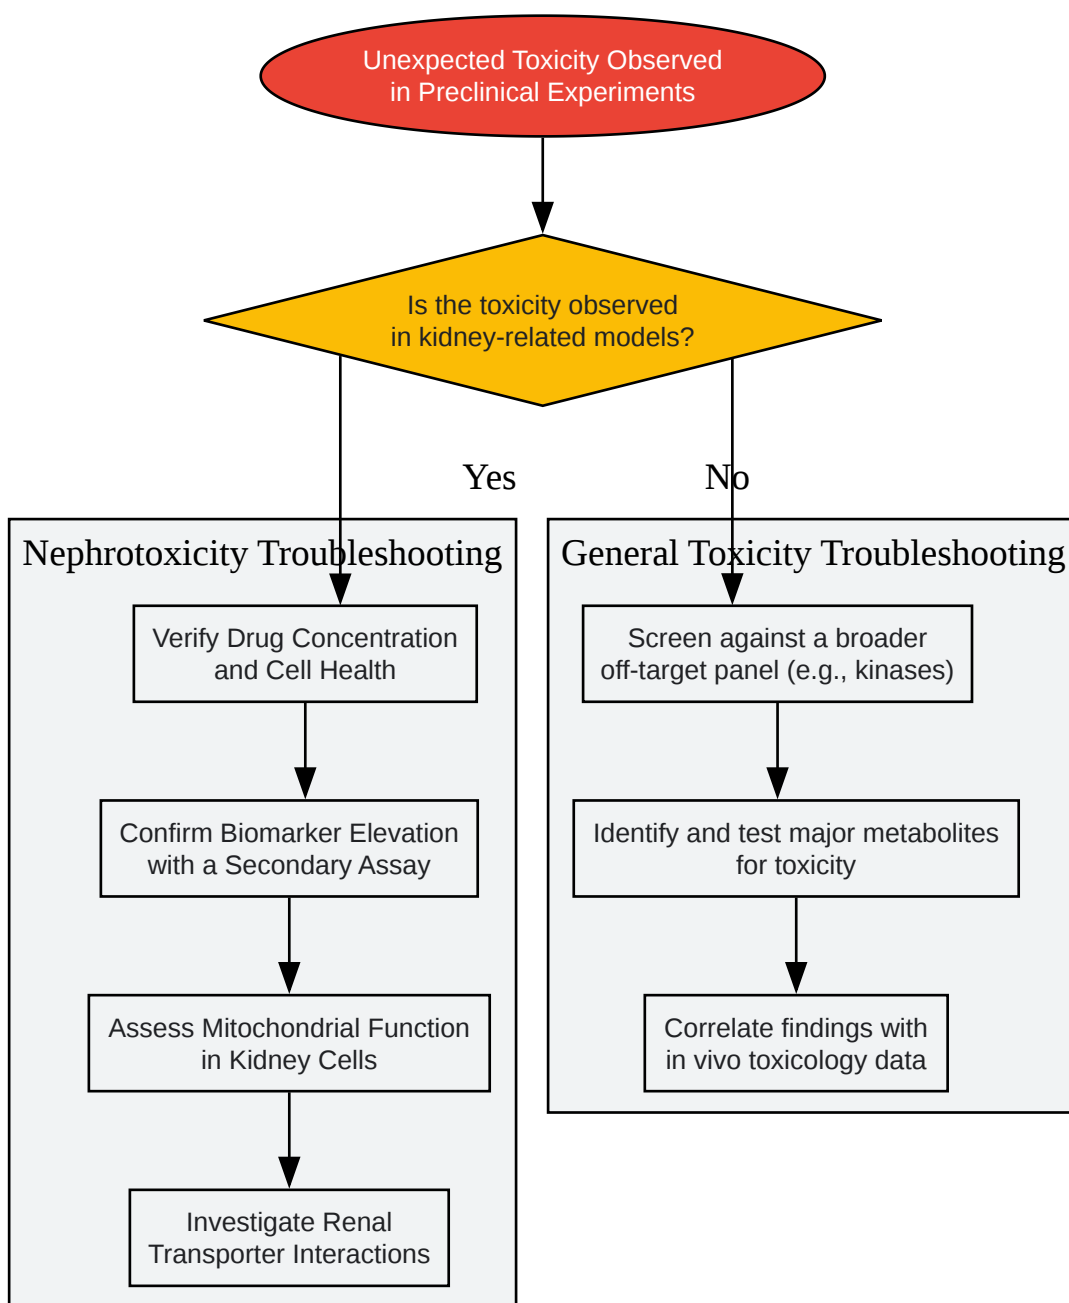 Unexpected Toxicity Observed
in Preclinical Experiments
Is the toxicity observed
in kidney-related models?
Yes
No
Nephrotoxicity Troubleshooting
Verify Drug Concentration
and Cell Health
Confirm Biomarker Elevation
with a Secondary Assay
Assess Mitochondrial Function
in Kidney Cells
Investigate Renal
Transporter Interactions
General Toxicity Troubleshooting
Screen against a broader
off-target panel (e.g., kinases)
Identify and test major metabolites
for toxicity
Correlate findings with
in vivo toxicology data